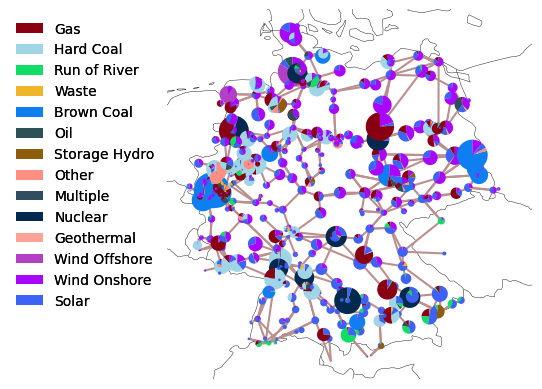 Gas
Hard Coal
Run of River
Waste
Brown Coal
Oil
Storage Hydro
Other
Multiple
Nuclear
Geothermal
Wind Offshore
Wind Onshore
Solar